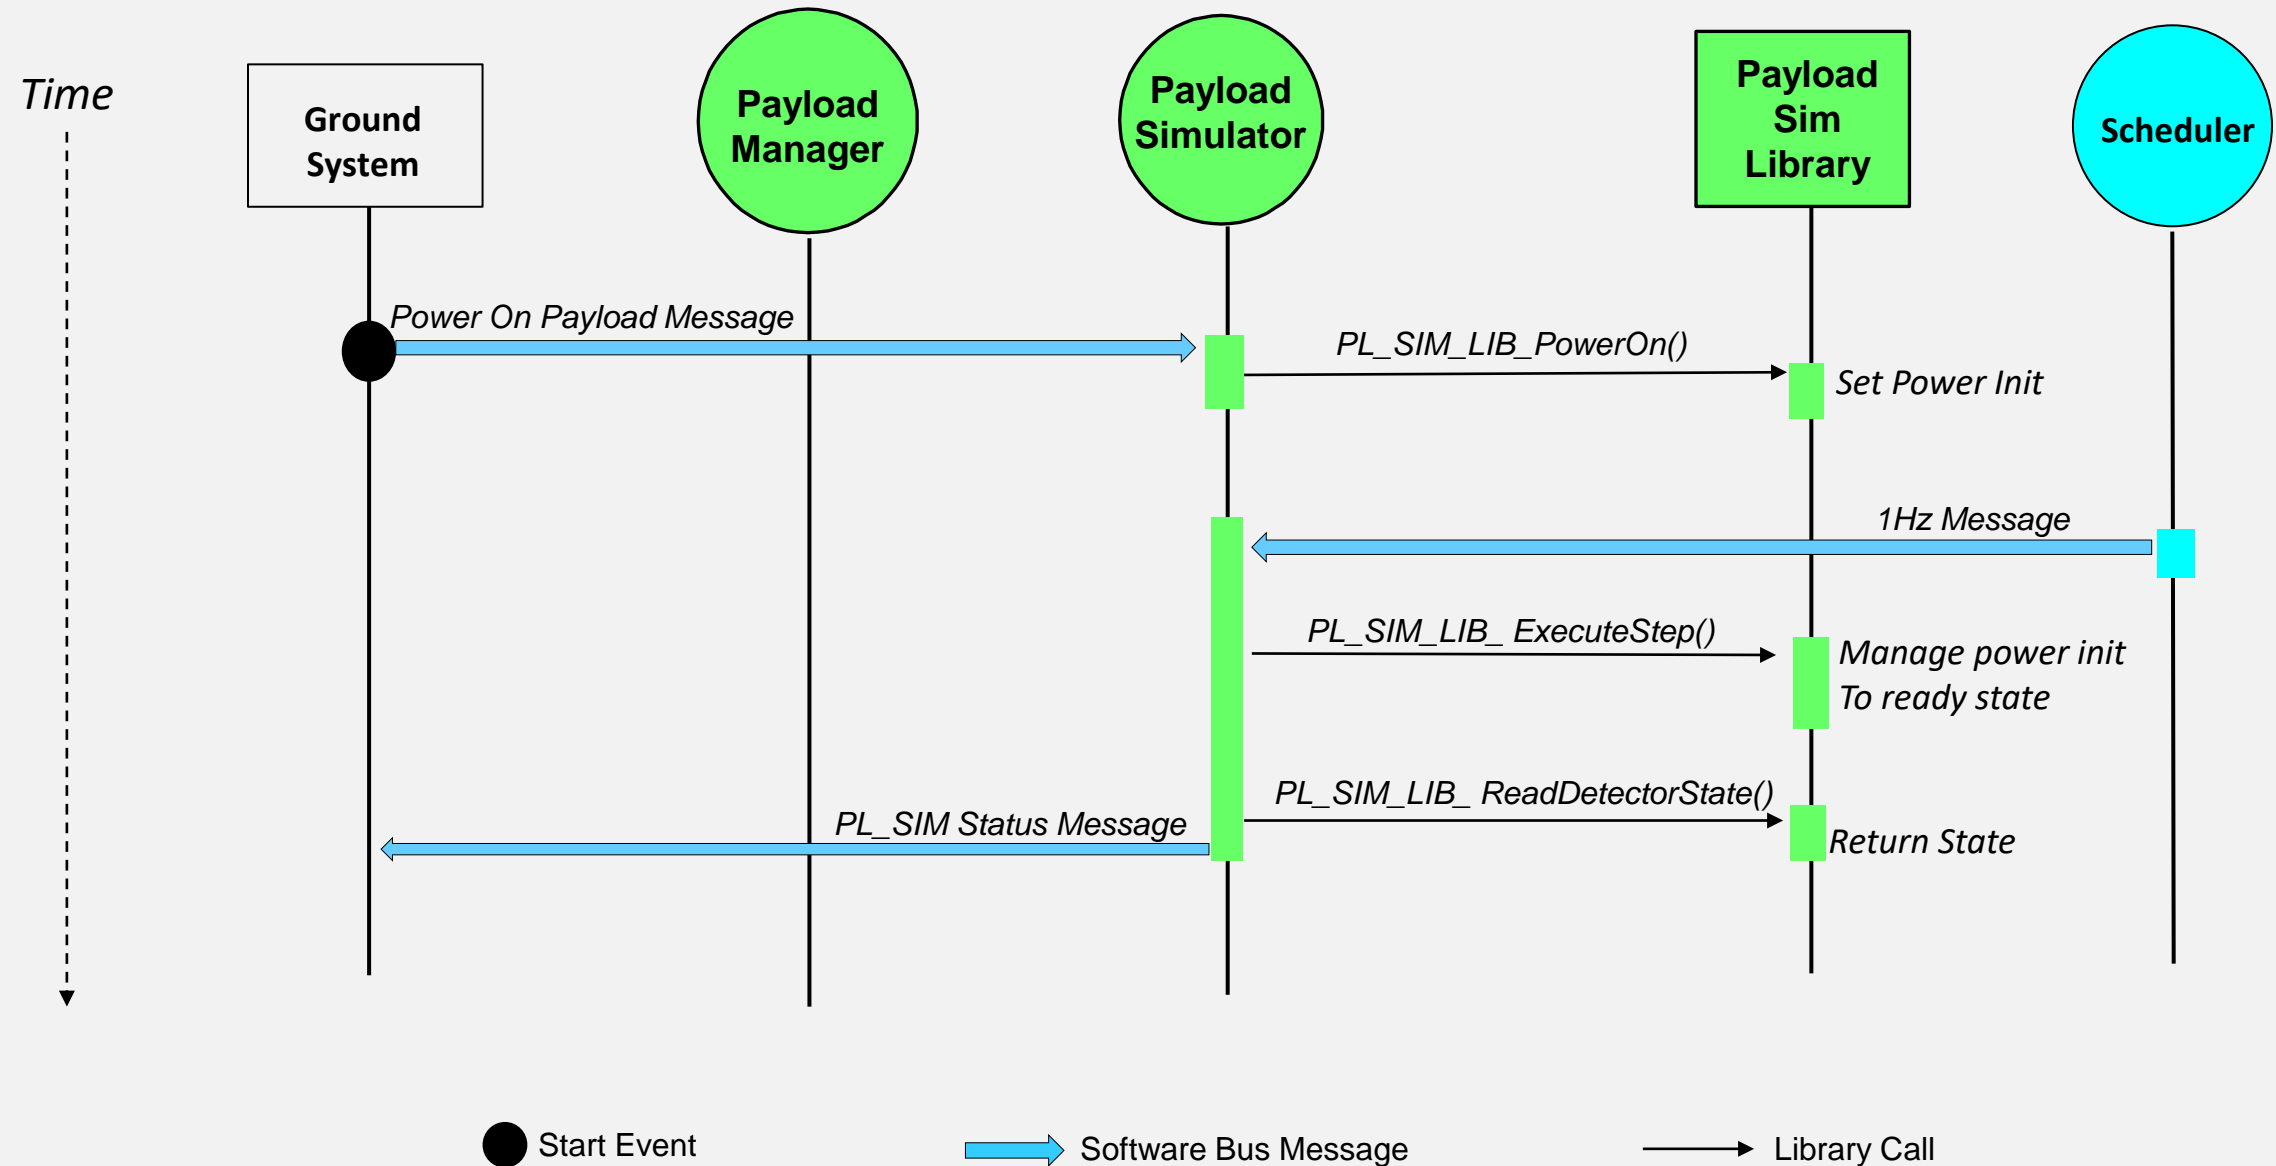 Time
Ground
System
Payload
Manager
Payload
Simulator
Payload
Sim
Library
Scheduler
Power On Payload Message
PL_SIM_LIB_PowerOn()
Set Power Init
1Hz Message
PL_SIM_LIB_ ExecuteStep()
Manage power init
To ready state
PL_SIM_LIB_ ReadDetectorState()
PL_SIM Status Message
Return State
Start Event
Software Bus Message
Library Call